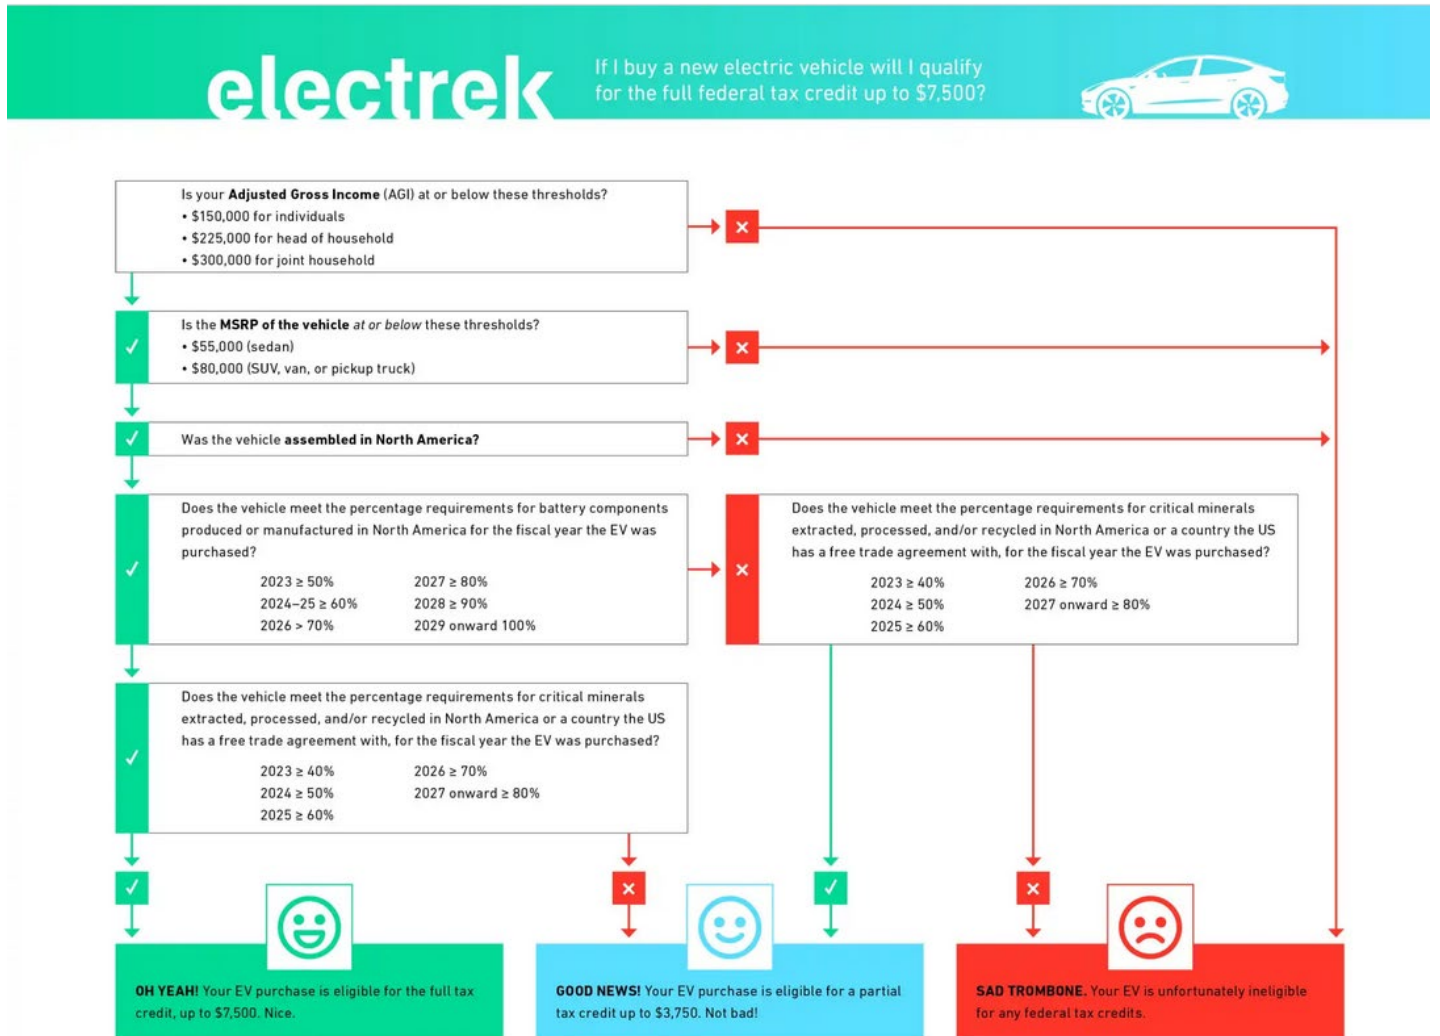 electrek
If I buy a new electric vehicle will I qualify
for the full federal tax credit up to $7,500?
Is your Adjusted Gross Income (AGI) at or below these thresholds?
• $150,000 for individuals
• $225,000 for head of household
• $300,000 for joint household
Is the MSRP of the vehicle at or below these thresholds?
• $55,000 (sedan)
• $80,000 (SUV, van, or pickup truck)
Was the vehicle assembled in North America?
Does the vehicle meet the percentage requirements for battery components
produced or manufactured in North America for the fiscal year the EV was
purchased?
2023 ≥ 50%
2024–25 ≥ 60%
2026 > 70%
2027 ≥ 80%
2028 ≥ 90%
2029 onward 100%
Does the vehicle meet the percentage requirements for critical minerals
extracted, processed, and/or recycled in North America or a country the US
has a free trade agreement with, for the fiscal year the EV was purchased?
2023 ≥ 40%
2024 ≥ 50%
2025 ≥ 60%
2026 ≥ 70%
2027 onward ≥ 80%
Does the vehicle meet the percentage requirements for critical minerals
extracted, processed, and/or recycled in North America or a country the US
has a free trade agreement with, for the fiscal year the EV was purchased?
2023 ≥ 40%
2024 ≥ 50%
2025 ≥ 60%
2026 ≥ 70%
2027 onward ≥ 80%
OH YEAH! Your EV purchase is eligible for the full tax
credit, up to $7,500. Nice.
GOOD NEWS! Your EV purchase is eligible for a partial
tax credit up to $3,750. Not bad!
SAD TROMBONE. Your EV is unfortunately ineligible
for any federal tax credits.